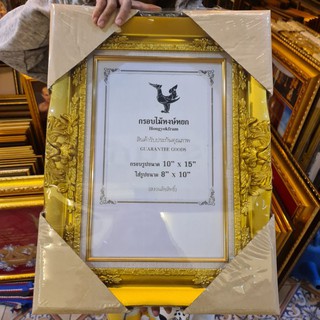 กรอบไม้หงษ์หยก
Hongyokfram
สินค้ารับประกันคุณภาพ
GUARANTEE GOODS
กรอบรูปขนาด 10" x 15"
ใส่รูปขนาด 8" x 10"